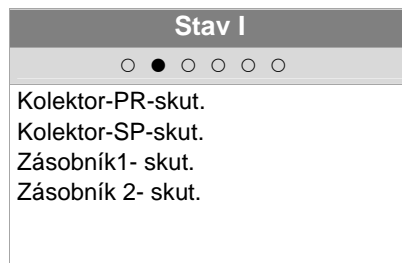 Stav I
Kolektor-PR-skut.
Kolektor-SP-skut.
Zásobník1- skut.
Zásobník 2- skut.